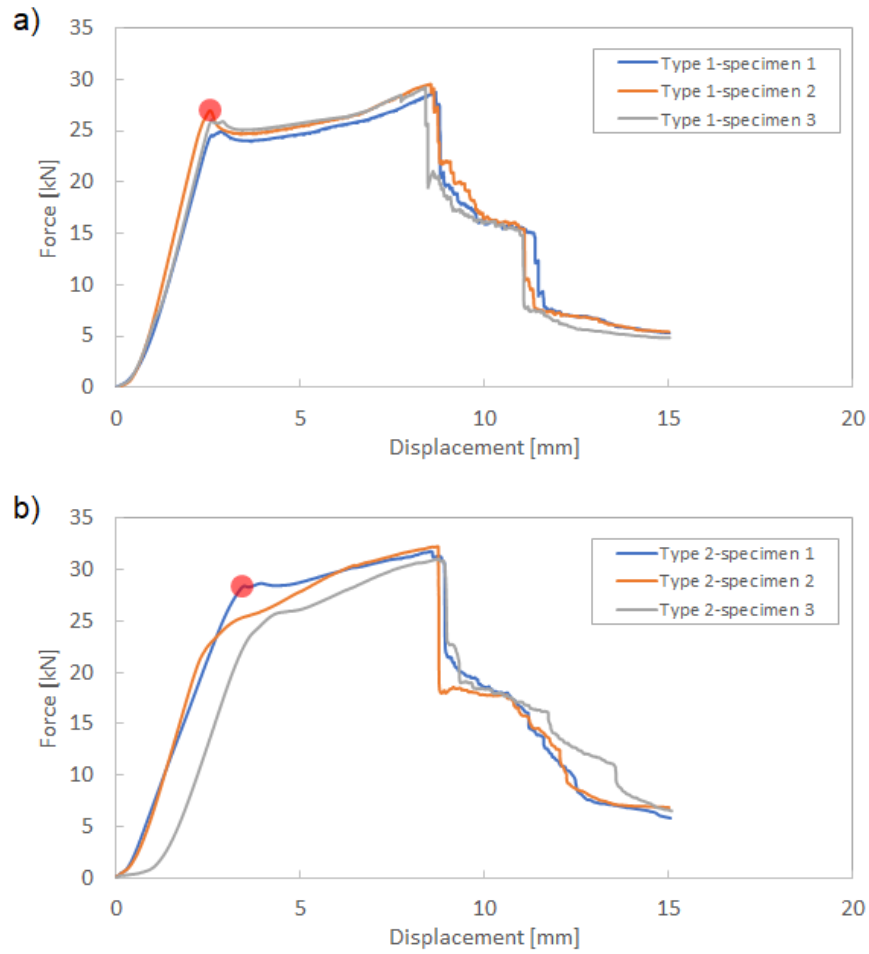 a)
35
30
25
20
15
10
5
0
Force [kN]
Type 1-specimen 1
Type 1-specimen 2
Type 1-specimen 3
0 5 10 15 20
Displacement [mm]
b)
35
30
25
20
15
10
5
0
Force [kN]
Type 2-specimen 1
Type 2-specimen 2
Type 2-specimen 3
0 5 10 15 20
Displacement [mm]